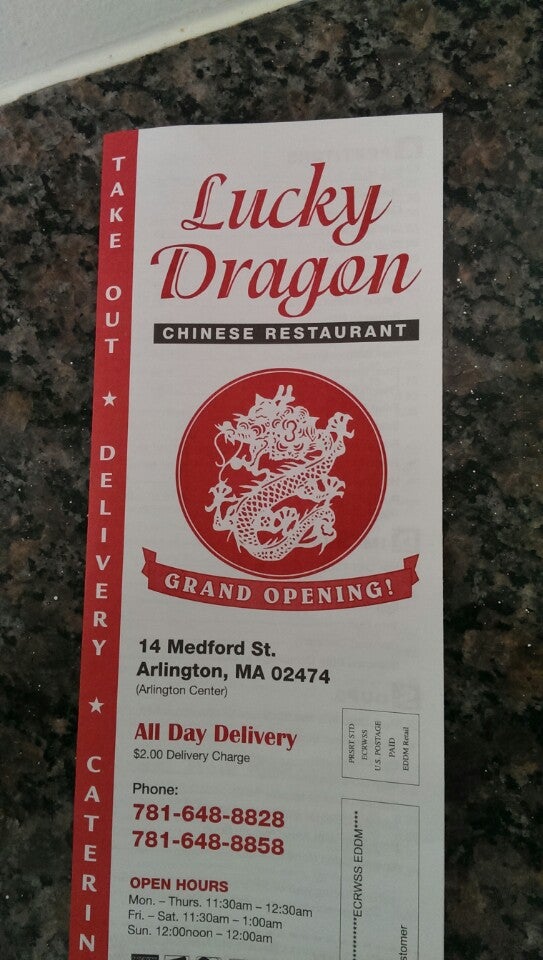 TAKE OUT ★ DELIVERY ★ CATERIN
Lucky
Dragon
CHINESE RESTAURANT
GRAND OPENING!
14 Medford St.
Arlington, MA 02474
(Arlington Center)
All Day Delivery
$2.00 Delivery Charge
Phone:
781-648-8828
781-648-8858
OPEN HOURS
Mon. – Thurs. 11:30am – 12:30am
Fri. – Sat. 11:30am – 1:00am
Sun. 12:00noon – 12:00am
PRSRT STD
ECRWSS
U.S. POSTAGE
PAID
EDDM Retail
****ECRWSS EDDM****
stomer